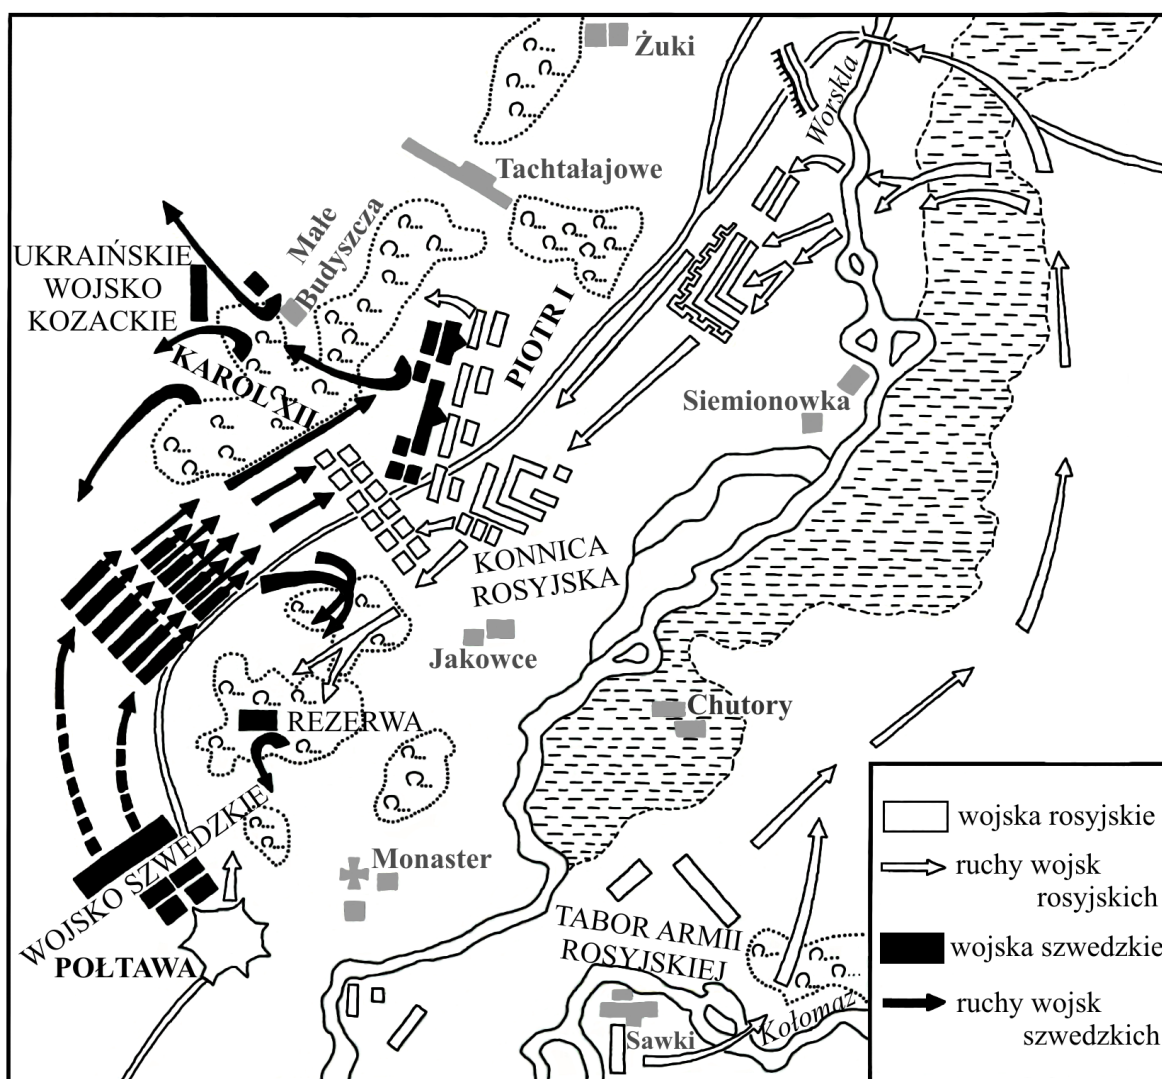 Żuki
Worskla
Tachtałajowe
Małe
Budyszcza
UKRAIŃSKIE
WOJSKO
KOZACKIE
PIOTR I
KAROL XII
Siemionowka
KONNICA
ROSYJSKA
Jakowce
Chutory
REZERWA
WOJSKO SZWEDZKIE
Monaster
POŁTAWA
TABOR ARMII
ROSYJSKIEJ
Kołomaz
Sawki
wojska rosyjskie
ruchy wojsk
rosyjskich
wojska szwedzkie
ruchy wojsk
szwedzkich